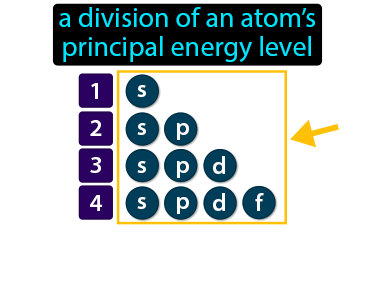 a division of an atom's
principal energy level
1 s
2 s p
3 s p d
4 s p d f